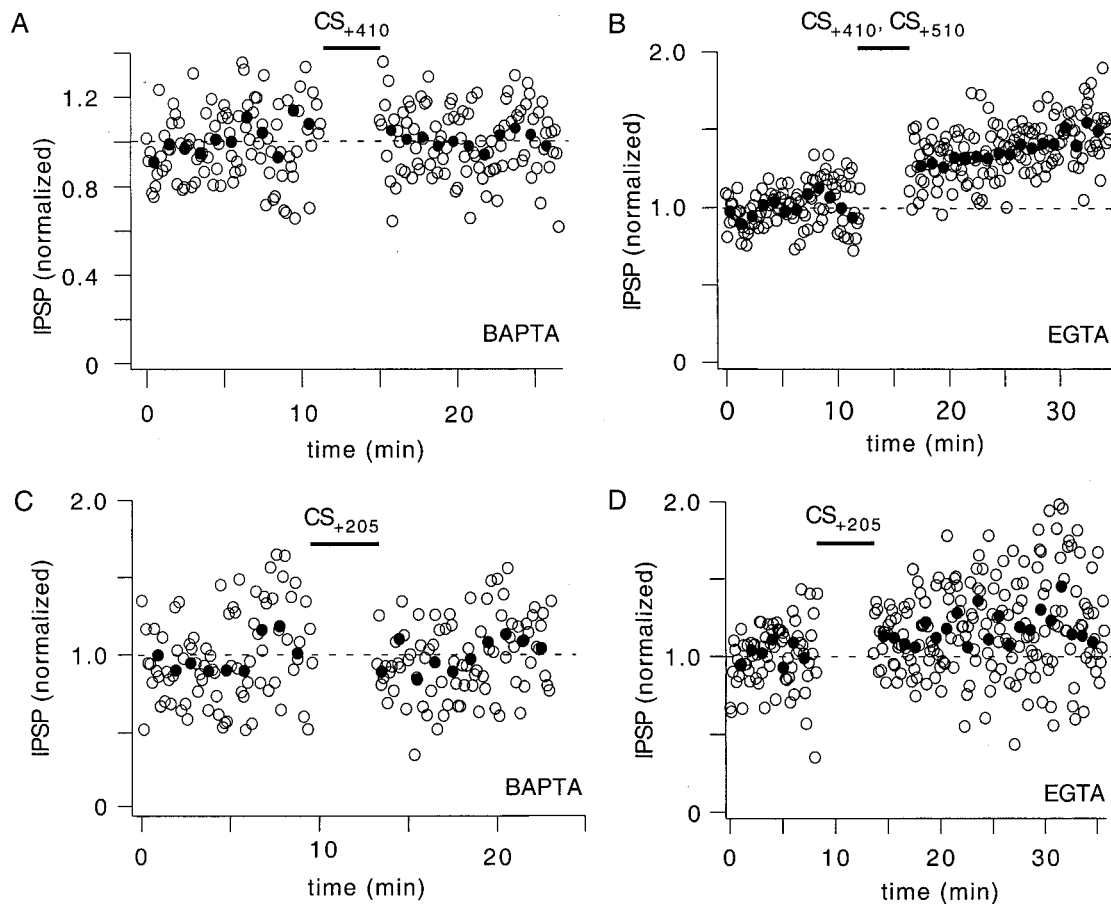 A
CS+410
1.2
0.8
0.4
0
IPSP (normalized)
BAPTA
0 10 20
time (min)
B
CS+410, CS+510
2.0
1.0
0
IPSP (normalized)
EGTA
0 10 20 30
time (min)
C
CS+205
2.0
1.0
0
IPSP (normalized)
BAPTA
0 10 20
time (min)
D
CS+205
2.0
1.0
0
IPSP (normalized)
EGTA
0 10 20 30
time (min)